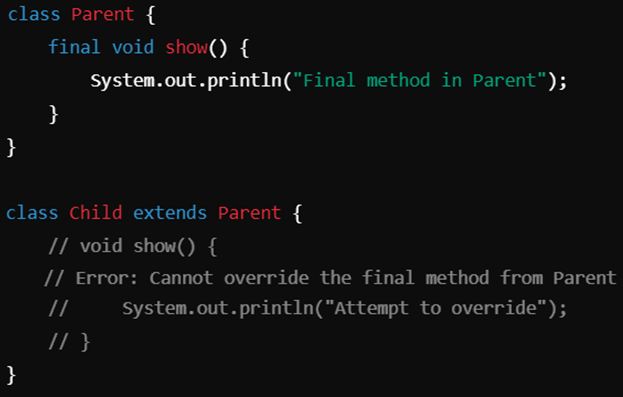 class Parent {
    final void show() {
        System.out.println("Final method in Parent");
    }
}

class Child extends Parent {
    // void show() {
    // Error: Cannot override the final method from Parent
    //     System.out.println("Attempt to override");
    // }
}